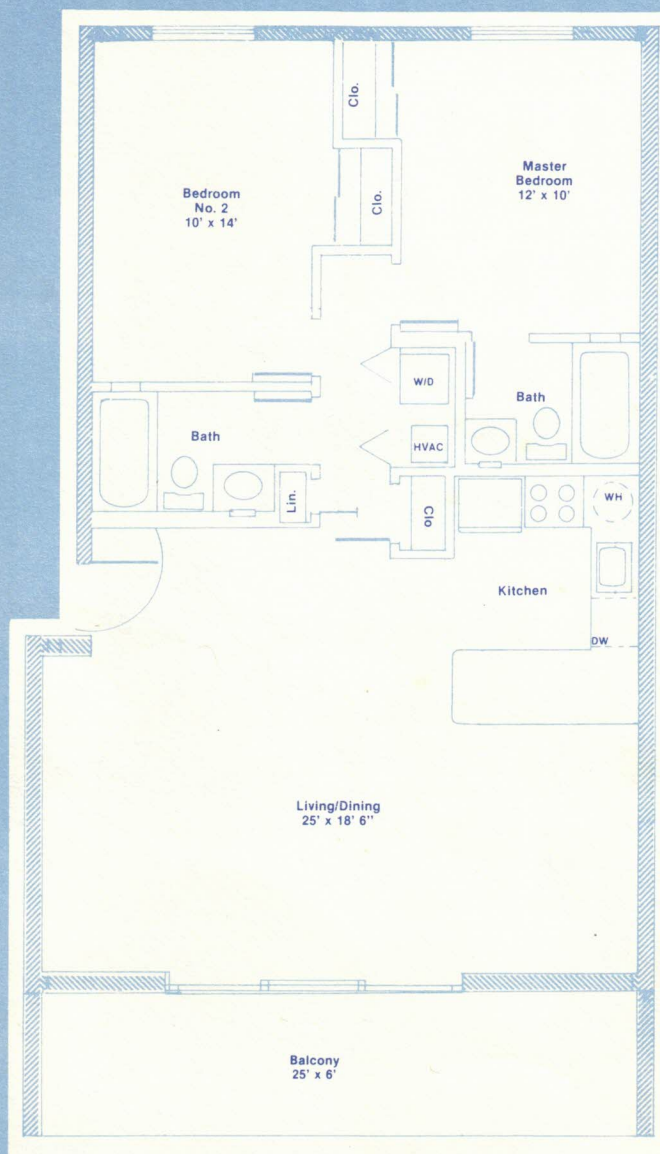 Clo.
Clo.
Bedroom
No. 2
10' x 14'
Master
Bedroom
12' x 10'
W/D
HVAC
Bath
Bath
Lin.
Clo
WH
Kitchen
DW
Living/Dining
25' x 18' 6''
Balcony
25' x 6'